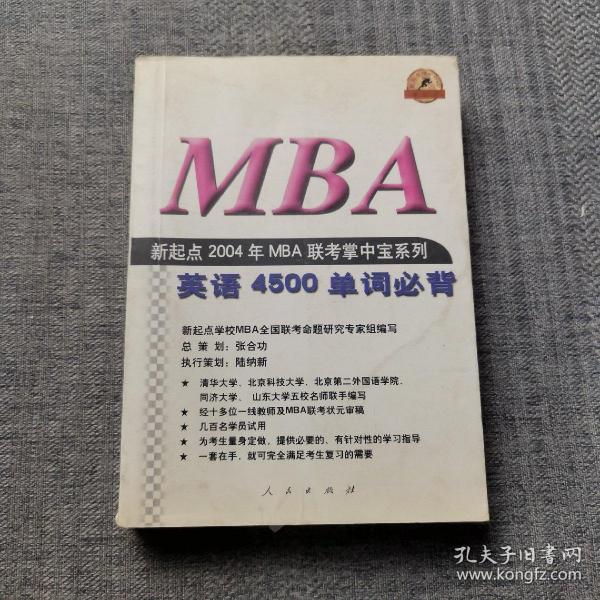 MBA
新起点 2004 年 MBA 联考掌中宝系列
英语 4500 单词必背
新起点学校MBA全国联考命题研究专家组编写
总 策 划：张合功
执行策划：陆纳新
★ 清华大学、北京科技大学、北京第二外国语学院、
同济大学、山东大学五校名师联手编写
★ 经十多位一线教师及MBA联考状元审稿
★ 几百名学员试用
★ 为考生量身定做，提供必要的、有针对性的学习指导
★ 一套在手，就可完全满足考生复习的需要
人民出版社
孔夫子旧书网
www.kongfz.com